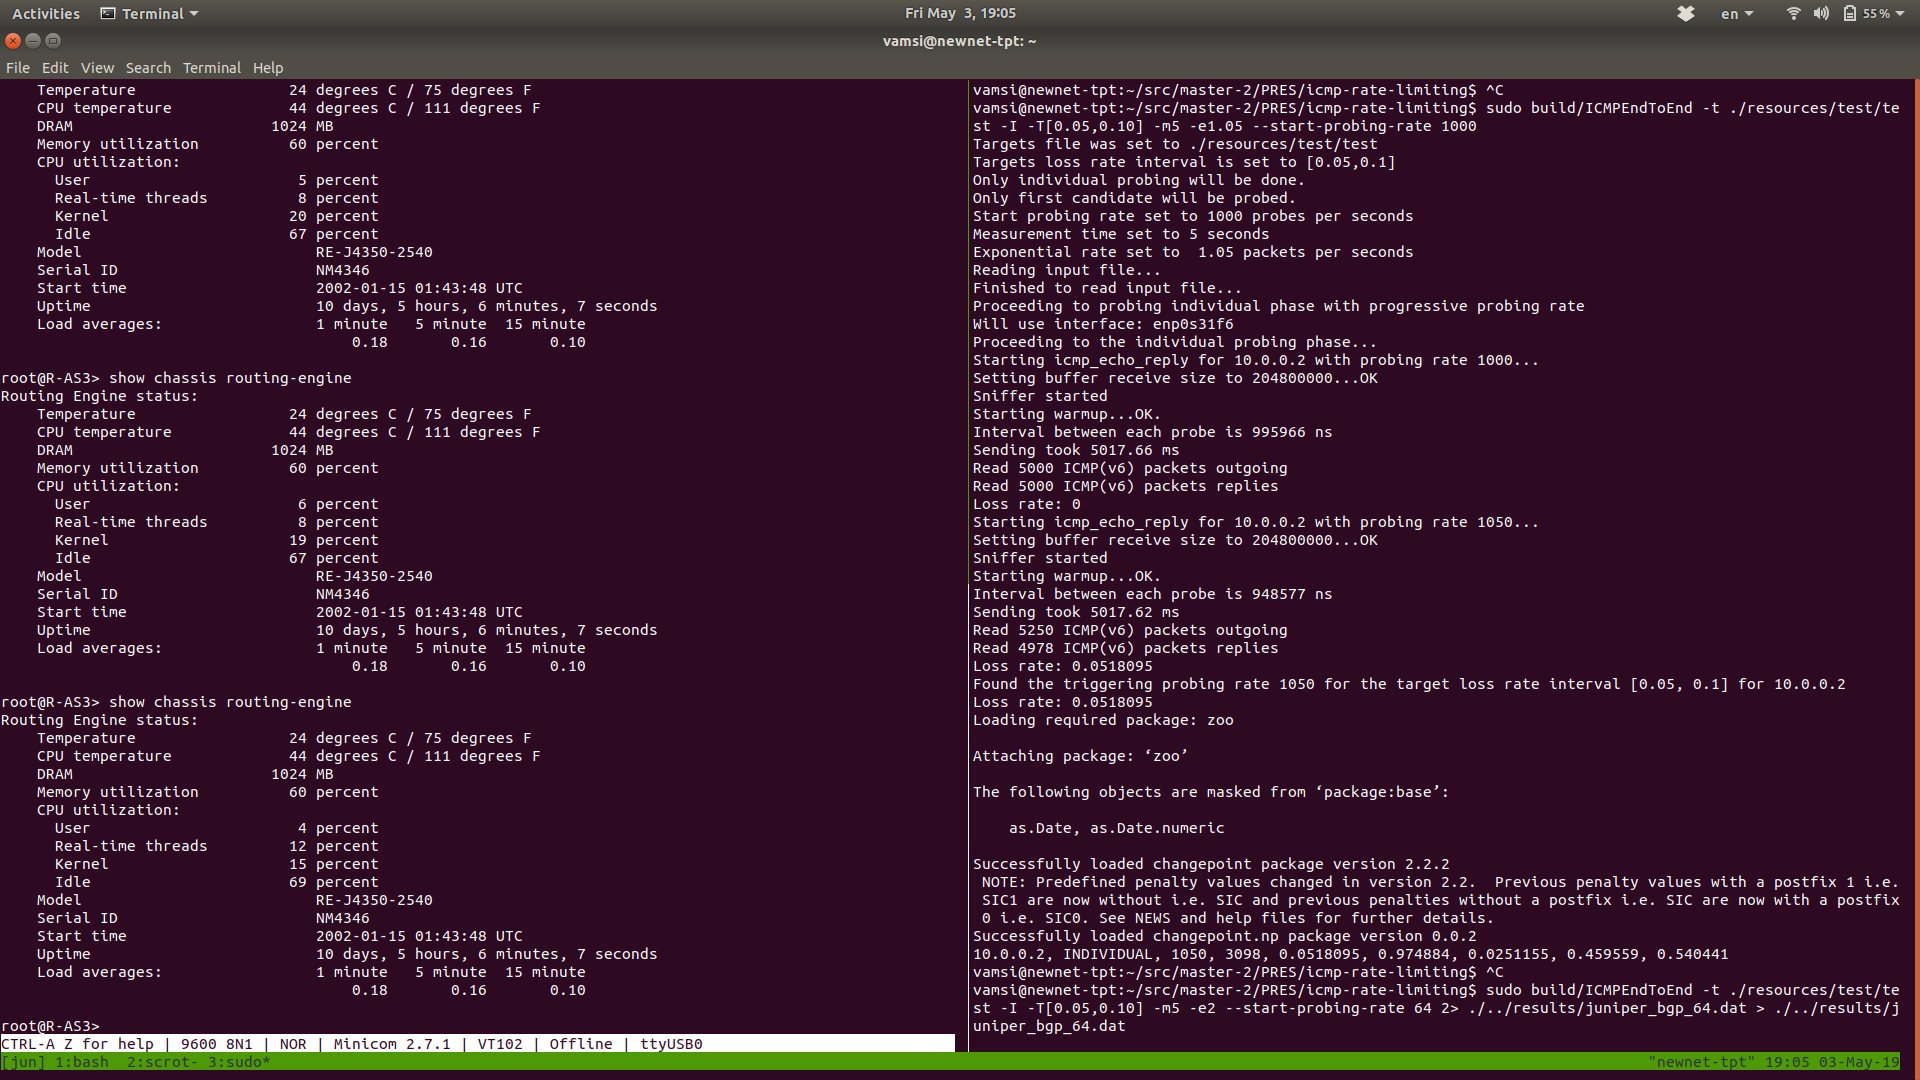 Activities Terminal Fri May  3, 19:05 en 55%
vamsi@newnet-tpt: ~
File Edit View Search Terminal Help
    Temperature                 24 degrees C / 75 degrees F
    CPU temperature             44 degrees C / 111 degrees F
    DRAM                      1024 MB
    Memory utilization          60 percent
    CPU utilization:
      User                       5 percent
      Real-time threads          8 percent
      Kernel                    20 percent
      Idle                      67 percent
    Model                          RE-J4350-2540
    Serial ID                      NM4346
    Start time                     2002-01-15 01:43:48 UTC
    Uptime                         10 days, 5 hours, 6 minutes, 7 seconds
    Load averages:                 1 minute   5 minute  15 minute
                                       0.18       0.16       0.10
root@R-AS3> show chassis routing-engine
Routing Engine status:
    Temperature                 24 degrees C / 75 degrees F
    CPU temperature             44 degrees C / 111 degrees F
    DRAM                      1024 MB
    Memory utilization          60 percent
    CPU utilization:
      User                       6 percent
      Real-time threads          8 percent
      Kernel                    19 percent
      Idle                      67 percent
    Model                          RE-J4350-2540
    Serial ID                      NM4346
    Start time                     2002-01-15 01:43:48 UTC
    Uptime                         10 days, 5 hours, 6 minutes, 7 seconds
    Load averages:                 1 minute   5 minute  15 minute
                                       0.18       0.16       0.10
root@R-AS3> show chassis routing-engine
Routing Engine status:
    Temperature                 24 degrees C / 75 degrees F
    CPU temperature             44 degrees C / 111 degrees F
    DRAM                      1024 MB
    Memory utilization          60 percent
    CPU utilization:
      User                       4 percent
      Real-time threads         12 percent
      Kernel                    15 percent
      Idle                      69 percent
    Model                          RE-J4350-2540
    Serial ID                      NM4346
    Start time                     2002-01-15 01:43:48 UTC
    Uptime                         10 days, 5 hours, 6 minutes, 7 seconds
    Load averages:                 1 minute   5 minute  15 minute
                                       0.18       0.16       0.10
root@R-AS3>
CTRL-A Z for help | 9600 8N1 | NOR | Minicom 2.7.1 | VT102 | Offline | ttyUSB0
vamsi@newnet-tpt:~/src/master-2/PRES/icmp-rate-limiting$ ^C
vamsi@newnet-tpt:~/src/master-2/PRES/icmp-rate-limiting$ sudo build/ICMPEndToEnd -t ./resources/test/te
st -I -T[0.05,0.10] -m5 -e1.05 --start-probing-rate 1000
Targets file was set to ./resources/test/test
Targets loss rate interval is set to [0.05,0.1]
Only individual probing will be done.
Only first candidate will be probed.
Start probing rate set to 1000 probes per seconds
Measurement time set to 5 seconds
Exponential rate set to  1.05 packets per seconds
Reading input file...
Finished to read input file...
Proceeding to probing individual phase with progressive probing rate
Will use interface: enp0s31f6
Proceeding to the individual probing phase...
Starting icmp_echo_reply for 10.0.0.2 with probing rate 1000...
Setting buffer receive size to 204800000...OK
Sniffer started
Starting warmup...OK.
Interval between each probe is 995966 ns
Sending took 5017.66 ms
Read 5000 ICMP(v6) packets outgoing
Read 5000 ICMP(v6) packets replies
Loss rate: 0
Starting icmp_echo_reply for 10.0.0.2 with probing rate 1050...
Setting buffer receive size to 204800000...OK
Sniffer started
Starting warmup...OK.
Interval between each probe is 948577 ns
Sending took 5017.62 ms
Read 5250 ICMP(v6) packets outgoing
Read 4978 ICMP(v6) packets replies
Loss rate: 0.0518095
Found the triggering probing rate 1050 for the target loss rate interval [0.05, 0.1] for 10.0.0.2
Loss rate: 0.0518095
Loading required package: zoo
Attaching package: ‘zoo’
The following objects are masked from ‘package:base’:
    as.Date, as.Date.numeric
Successfully loaded changepoint package version 2.2.2
 NOTE: Predefined penalty values changed in version 2.2.  Previous penalty values with a postfix 1 i.e.
 SIC1 are now without i.e. SIC and previous penalties without a postfix i.e. SIC are now with a postfix
 0 i.e. SIC0. See NEWS and help files for further details.
Successfully loaded changepoint.np package version 0.0.2
10.0.0.2, INDIVIDUAL, 1050, 3098, 0.0518095, 0.974884, 0.0251155, 0.459559, 0.540441
vamsi@newnet-tpt:~/src/master-2/PRES/icmp-rate-limiting$ ^C
vamsi@newnet-tpt:~/src/master-2/PRES/icmp-rate-limiting$ sudo build/ICMPEndToEnd -t ./resources/test/te
st -I -T[0.05,0.10] -m5 -e2 --start-probing-rate 64 2> ./../results/juniper_bgp_64.dat > ./../results/j
uniper_bgp_64.dat
[jun] 1:bash  2:scrot- 3:sudo* "newnet-tpt" 19:05 03-May-19